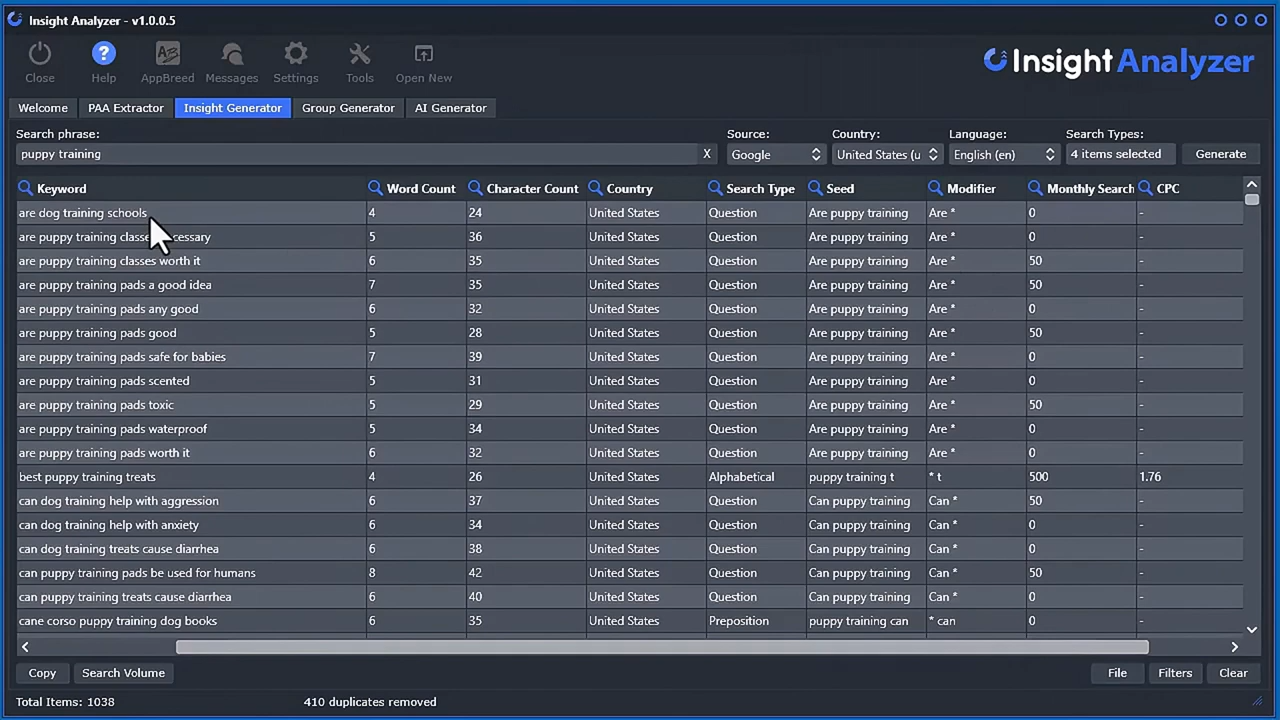 Insight Analyzer - v1.0.0.5
Close
Help
AppBreed
Messages
Settings
Tools
Open New
InsightAnalyzer
Welcome
PAA Extractor
Insight Generator
Group Generator
AI Generator
Search phrase:
Source:
Country:
Language:
Search Types:
puppy training
X
Google
United States (u
English (en)
4 items selected
Generate
Keyword Word Count Character Count Country Search Type Seed Modifier Monthly Search CPC
are dog training schools 4 24 United States Question Are puppy training Are * 0 -
are puppy training classe cessary 5 36 United States Question Are puppy training Are * 0 -
are puppy training classes worth it 6 35 United States Question Are puppy training Are * 50 -
are puppy training pads a good idea 7 35 United States Question Are puppy training Are * 50 -
are puppy training pads any good 6 32 United States Question Are puppy training Are * 0 -
are puppy training pads good 5 28 United States Question Are puppy training Are * 50 -
are puppy training pads safe for babies 7 39 United States Question Are puppy training Are * 0 -
are puppy training pads scented 5 31 United States Question Are puppy training Are * 0 -
are puppy training pads toxic 5 29 United States Question Are puppy training Are * 50 -
are puppy training pads waterproof 5 34 United States Question Are puppy training Are * 0 -
are puppy training pads worth it 6 32 United States Question Are puppy training Are * 0 -
best puppy training treats 4 26 United States Alphabetical puppy training t * t 500 1.76
can dog training help with aggression 6 37 United States Question Can puppy training Can * 50 -
can dog training help with anxiety 6 34 United States Question Can puppy training Can * 0 -
can dog training treats cause diarrhea 6 38 United States Question Can puppy training Can * 0 -
can puppy training pads be used for humans 8 42 United States Question Can puppy training Can * 50 -
can puppy training treats cause diarrhea 6 40 United States Question Can puppy training Can * 0 -
cane corso puppy training dog books 6 35 United States Preposition puppy training can * can 0 -
Copy
Search Volume
File
Filters
Clear
Total Items: 1038
410 duplicates removed